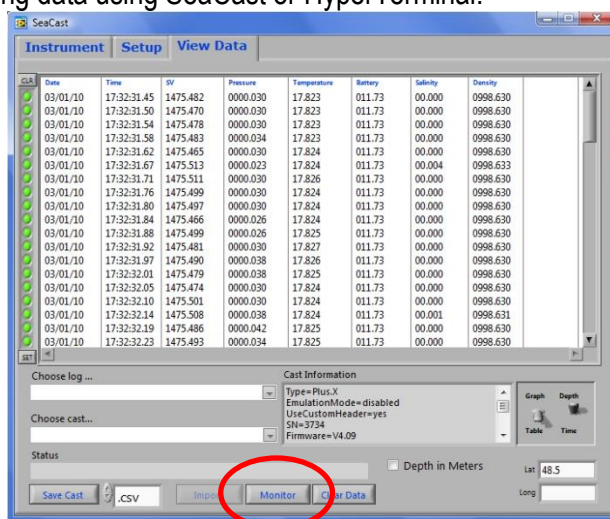 ng data using SeaCast or HyperTerminal.
SeaCast
Instrument Setup View Data
CLR Date Time SV Pressure Temperature Battery Salinity Density
03/01/10 17:32:31.45 1475.482 0000.030 17.823 011.73 00.000 0998.630
03/01/10 17:32:31.50 1475.470 0000.030 17.823 011.73 00.000 0998.630
03/01/10 17:32:31.54 1475.478 0000.030 17.823 011.73 00.000 0998.630
03/01/10 17:32:31.58 1475.483 0000.034 17.823 011.73 00.000 0998.630
03/01/10 17:32:31.62 1475.465 0000.030 17.824 011.73 00.000 0998.630
03/01/10 17:32:31.67 1475.513 0000.023 17.824 011.73 00.004 0998.633
03/01/10 17:32:31.71 1475.511 0000.030 17.826 011.73 00.000 0998.630
03/01/10 17:32:31.76 1475.499 0000.030 17.824 011.73 00.000 0998.630
03/01/10 17:32:31.80 1475.497 0000.030 17.824 011.73 00.000 0998.630
03/01/10 17:32:31.84 1475.466 0000.026 17.824 011.73 00.000 0998.630
03/01/10 17:32:31.88 1475.499 0000.026 17.825 011.73 00.000 0998.630
03/01/10 17:32:31.92 1475.481 0000.030 17.827 011.73 00.000 0998.630
03/01/10 17:32:31.97 1475.490 0000.038 17.826 011.73 00.000 0998.630
03/01/10 17:32:32.01 1475.479 0000.038 17.824 011.73 00.000 0998.630
03/01/10 17:32:32.05 1475.474 0000.030 17.825 011.73 00.000 0998.630
03/01/10 17:32:32.10 1475.501 0000.030 17.824 011.73 00.000 0998.630
03/01/10 17:32:32.14 1475.508 0000.038 17.824 011.73 00.001 0998.631
03/01/10 17:32:32.19 1475.486 0000.042 17.825 011.73 00.000 0998.630
03/01/10 17:32:32.23 1475.493 0000.034 17.825 011.73 00.000 0998.630
SET
Choose log ... Cast Information
Type=Plus.X
EmulationMode=disabled
UseCustomHeader=yes
SN=3734
Firmware=V4.09
Graph Depth
Table Time
Choose cast...
Status
Depth in Meters
Lat 48.5
Save Cast .csv Impor Monitor Clear Data Long